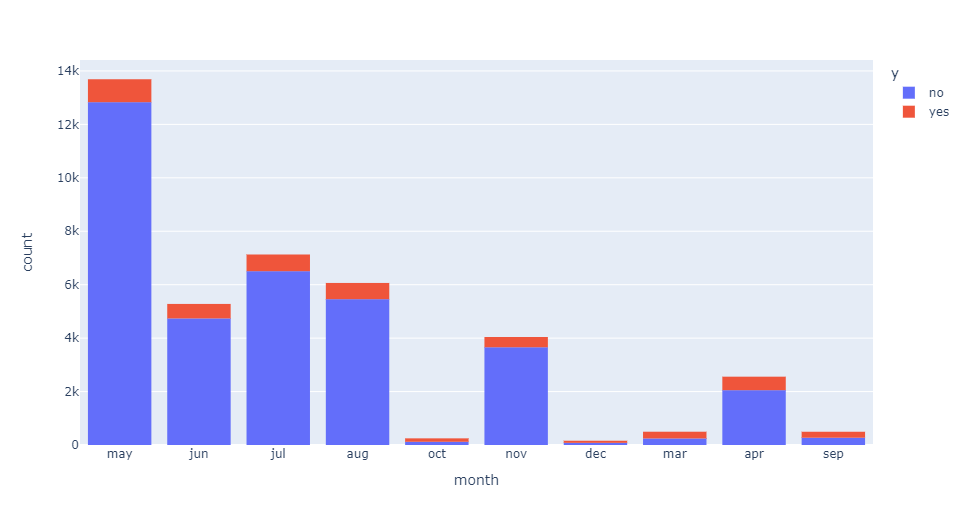 14k
12k
10k
8k
6k
4k
2k
0
count
may jun jul aug oct nov dec mar apr sep
month
y
no
yes